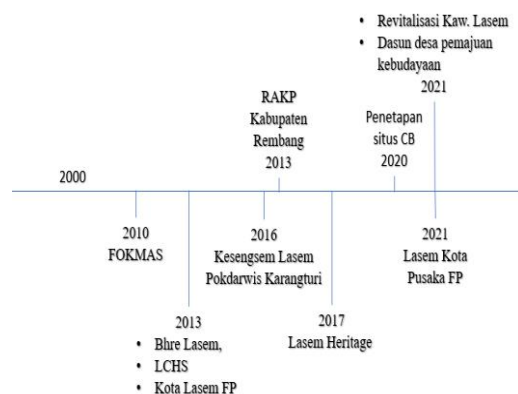 • Revitalisasi Kaw. Lasem
• Dasun desa pemajuan
kebudayaan
2021
RAKP
Kabupaten
Rembang
2013
Penetapan
situs CB
2020
2000
2010
FOKMAS
2016
Kesengsem Lasem
Pokdarwis Karangturi
2021
Lasem Kota
Pusaka FP
2013
• Bhre Lasem,
• LCHS
• Kota Lasem FP
2017
Lasem Heritage